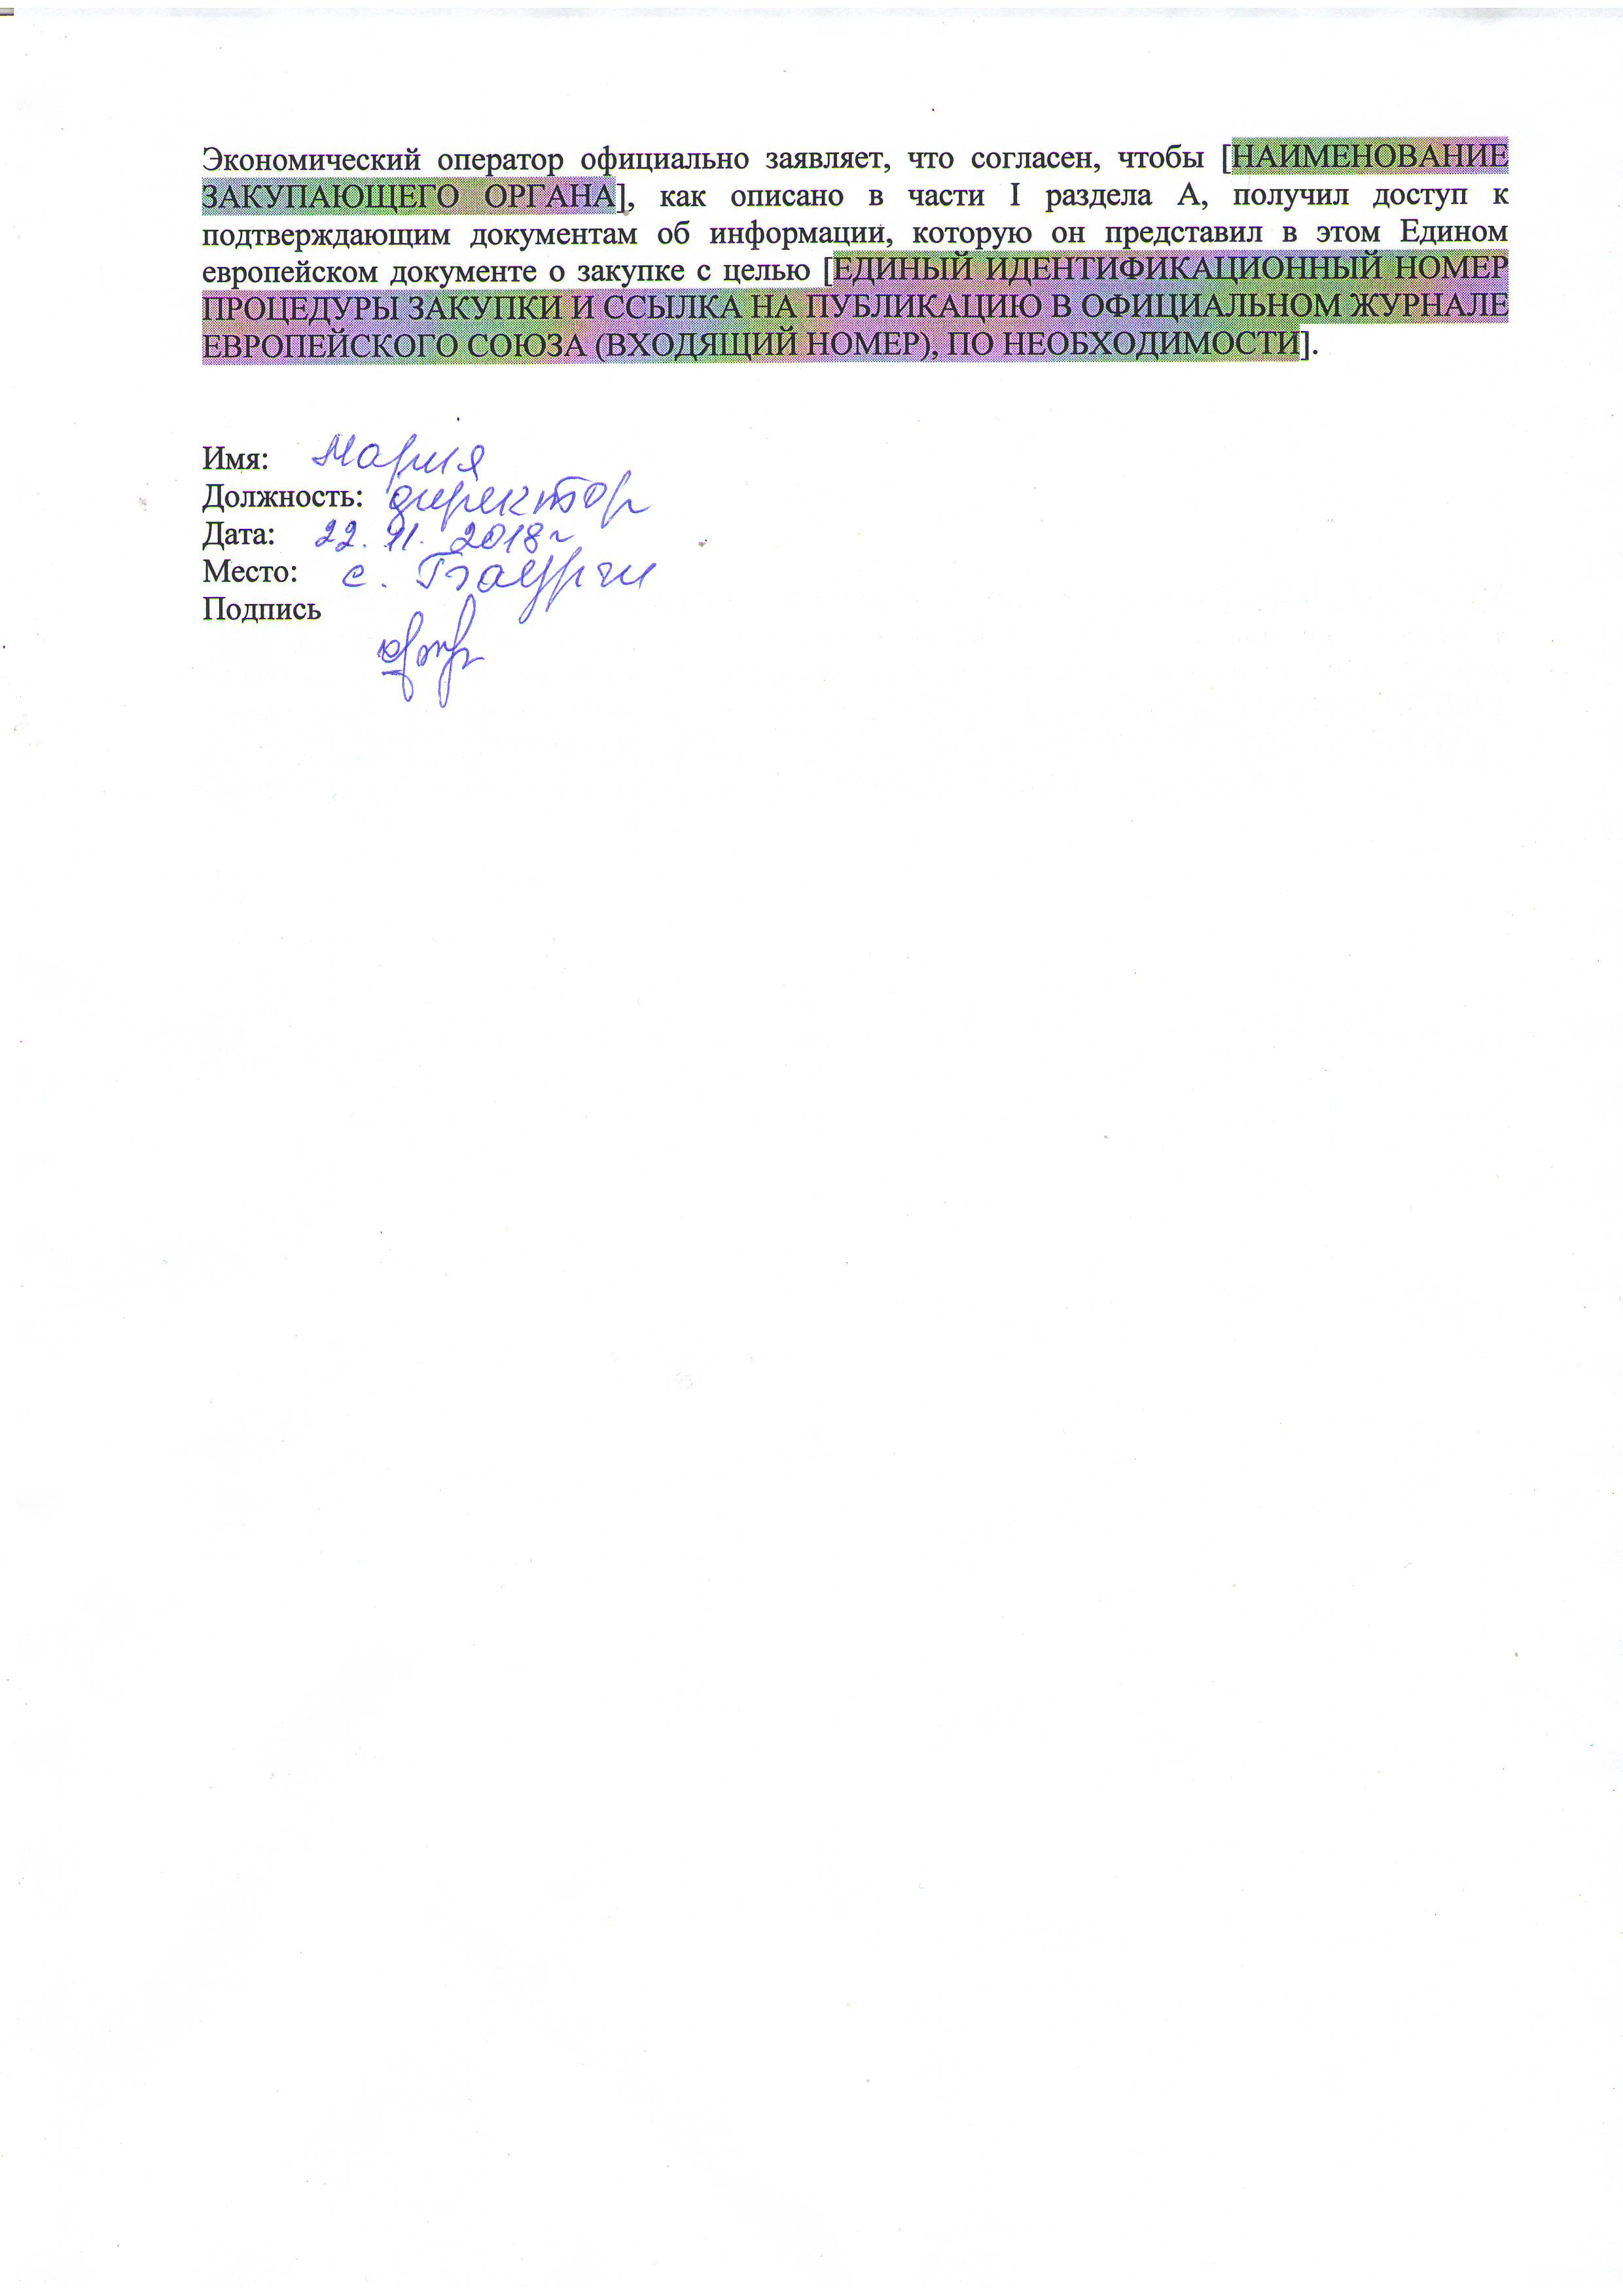 Экономический оператор официально заявляет, что согласен, чтобы [НАИМЕНОВАНИЕ
ЗАКУПАЮЩЕГО ОРГАНА], как описано в части I раздела А, получил доступ к
подтверждающим документам об информации, которую он представил в этом Едином
европейском документе о закупке с целью [ЕДИНЫЙ ИДЕНТИФИКАЦИОННЫЙ НОМЕР
ПРОЦЕДУРЫ ЗАКУПКИ И ССЫЛКА НА ПУБЛИКАЦИЮ В ОФИЦИАЛЬНОМ ЖУРНАЛЕ
ЕВРОПЕЙСКОГО СОЮЗА (ВХОДЯЩИЙ НОМЕР), ПО НЕОБХОДИМОСТИ].
Имя: Мария
Должность: директор
Дата: 22.11.2018г
Место: с. Баурчи
Подпись